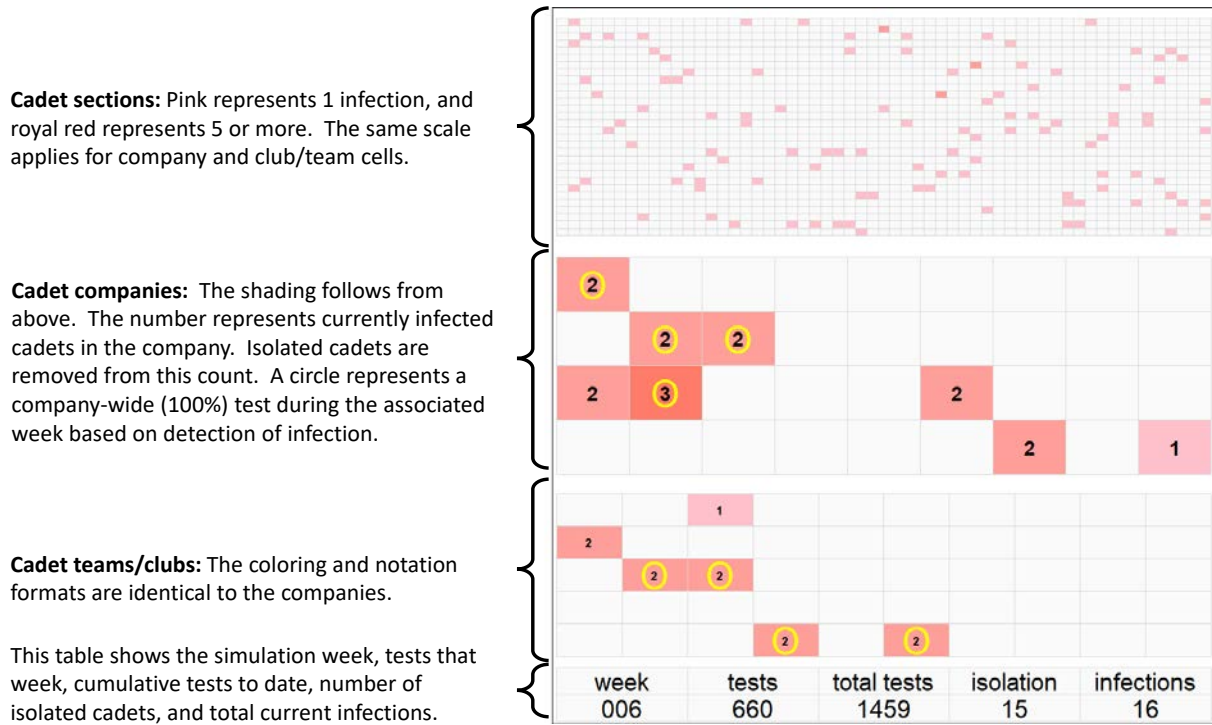 Cadet sections: Pink represents 1 infection, and
royal red represents 5 or more. The same scale
applies for company and club/team cells.
Cadet companies: The shading follows from
above. The number represents currently infected
cadets in the company. Isolated cadets are
removed from this count. A circle represents a
company-wide (100%) test during the associated
week based on detection of infection.
2
2 2
2 3 2
2 1
Cadet teams/clubs: The coloring and notation
formats are identical to the companies.
1
2
2 2
2 2
This table shows the simulation week, tests that
week, cumulative tests to date, number of
isolated cadets, and total current infections.
week tests total tests isolation infections
006 660 1459 15 16